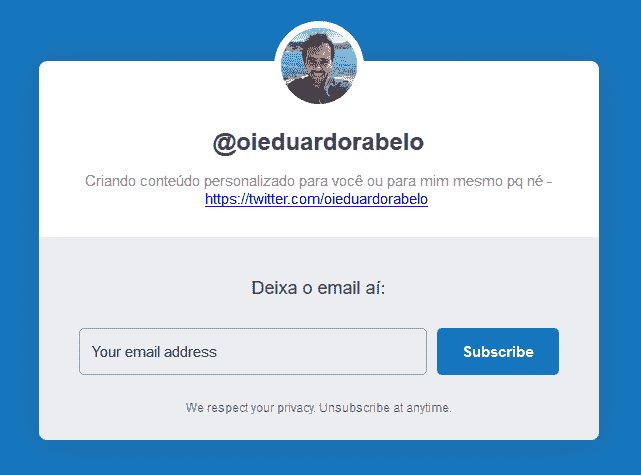 @oieduardorabelo
Criando conteúdo personalizado para você ou para mim mesmo pq né -
https://twitter.com/oieduardorabelo
Deixa o email aí:
Your email address
Subscribe
We respect your privacy. Unsubscribe at anytime.